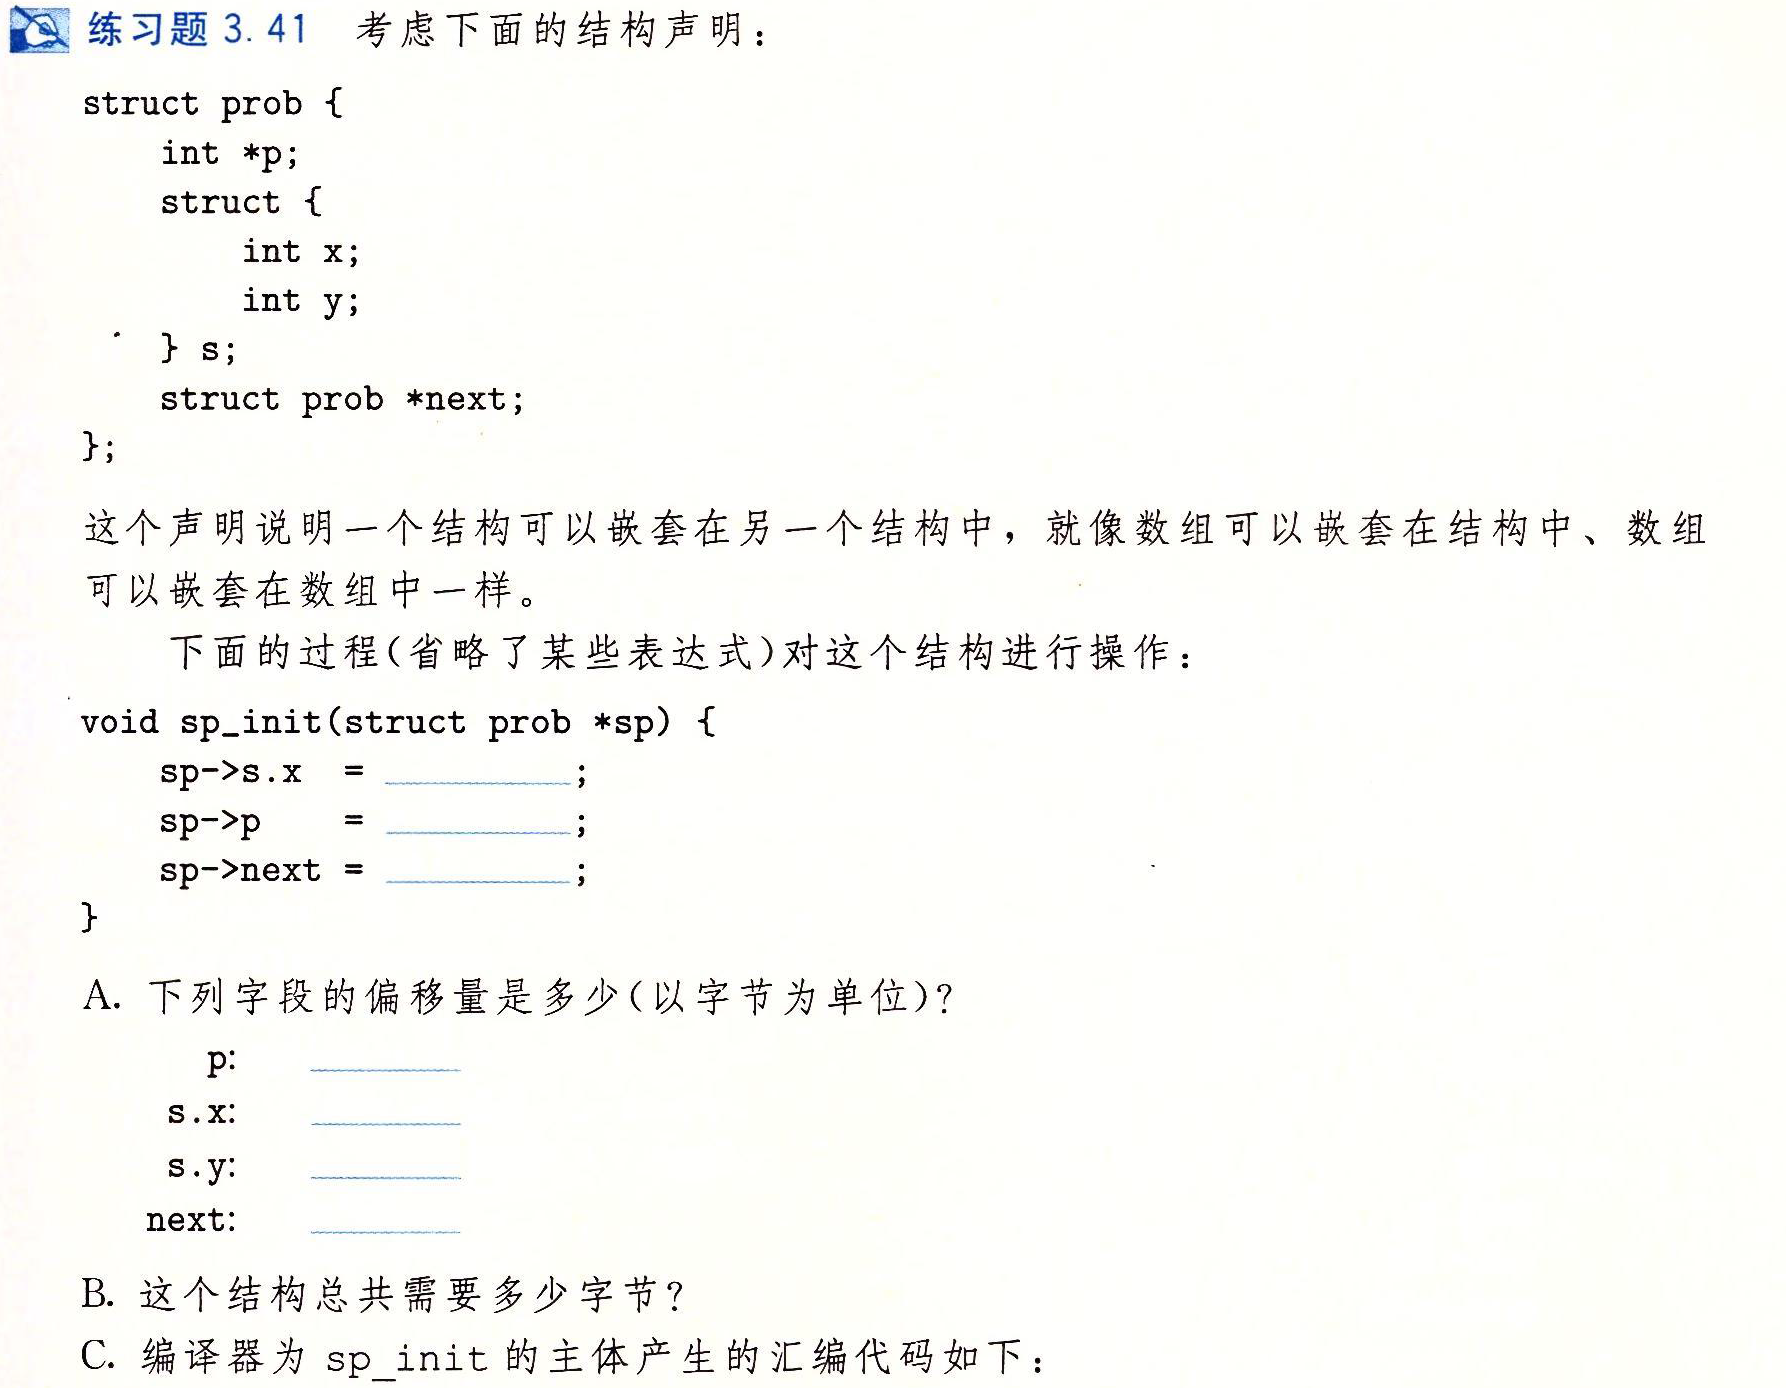 练习题 3.41 考虑下面的结构声明：
struct prob {
    int *p;
    struct {
        int x;
        int y;
    } s;
    struct prob *next;
};
这个声明说明一个结构可以嵌套在另一个结构中，就像数组可以嵌套在结构中、数组
可以嵌套在数组中一样。
下面的过程(省略了某些表达式)对这个结构进行操作：
void sp_init(struct prob *sp) {
    sp->s.x  = ________;
    sp->p    = ________;
    sp->next = ________;
}
A. 下列字段的偏移量是多少(以字节为单位)?
p: ________
s.x: ________
s.y: ________
next: ________
B. 这个结构总共需要多少字节?
C. 编译器为 sp_init 的主体产生的汇编代码如下：